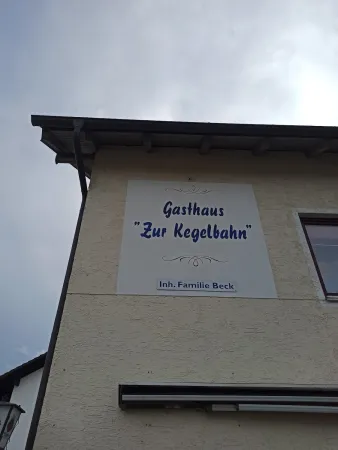 Gasthaus
"Zur Kegelbahn"
Inh. Familie Beck